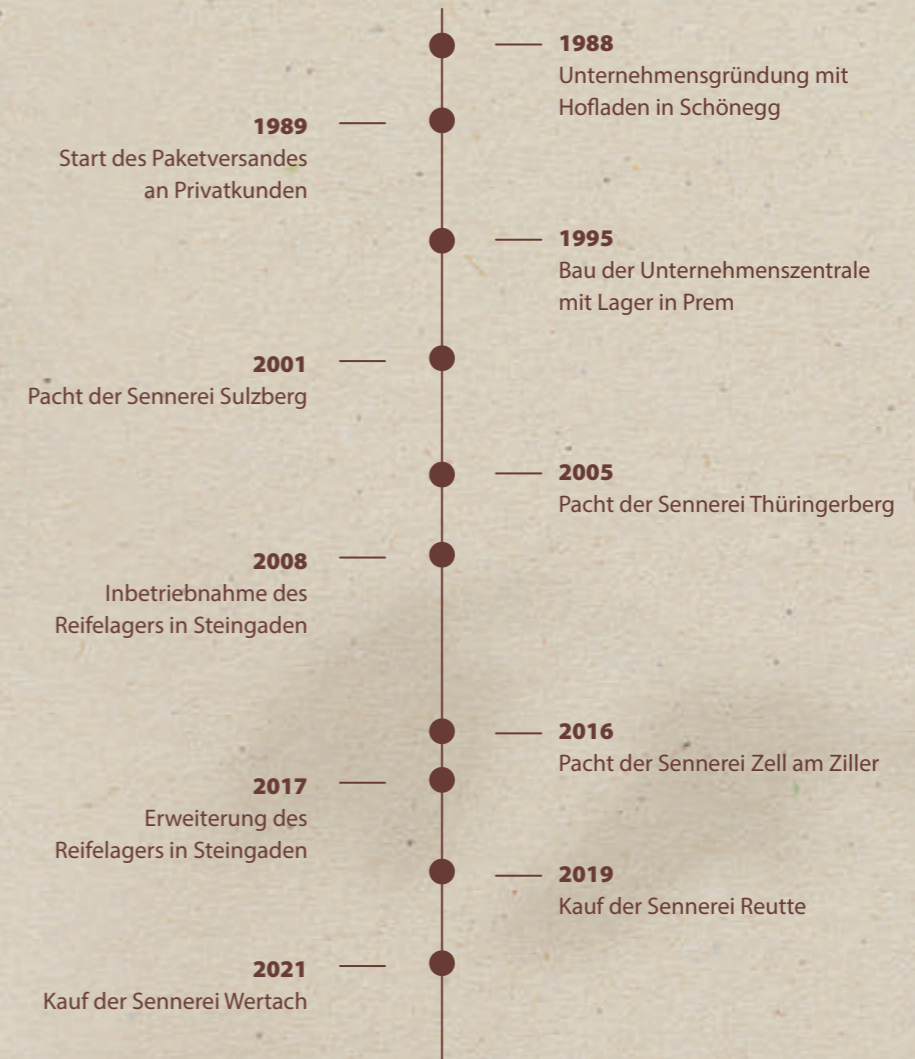 1988
Unternehmensgründung mit
Hofladen in Schönegg
1989
Start des Paketversandes
an Privatkunden
1995
Bau der Unternehmenszentrale
mit Lager in Prem
2001
Pacht der Sennerei Sulzberg
2005
Pacht der Sennerei Thüringerberg
2008
Inbetriebnahme des
Reifelagers in Steingaden
2016
Pacht der Sennerei Zell am Ziller
2017
Erweiterung des
Reifelagers in Steingaden
2019
Kauf der Sennerei Reutte
2021
Kauf der Sennerei Wertach